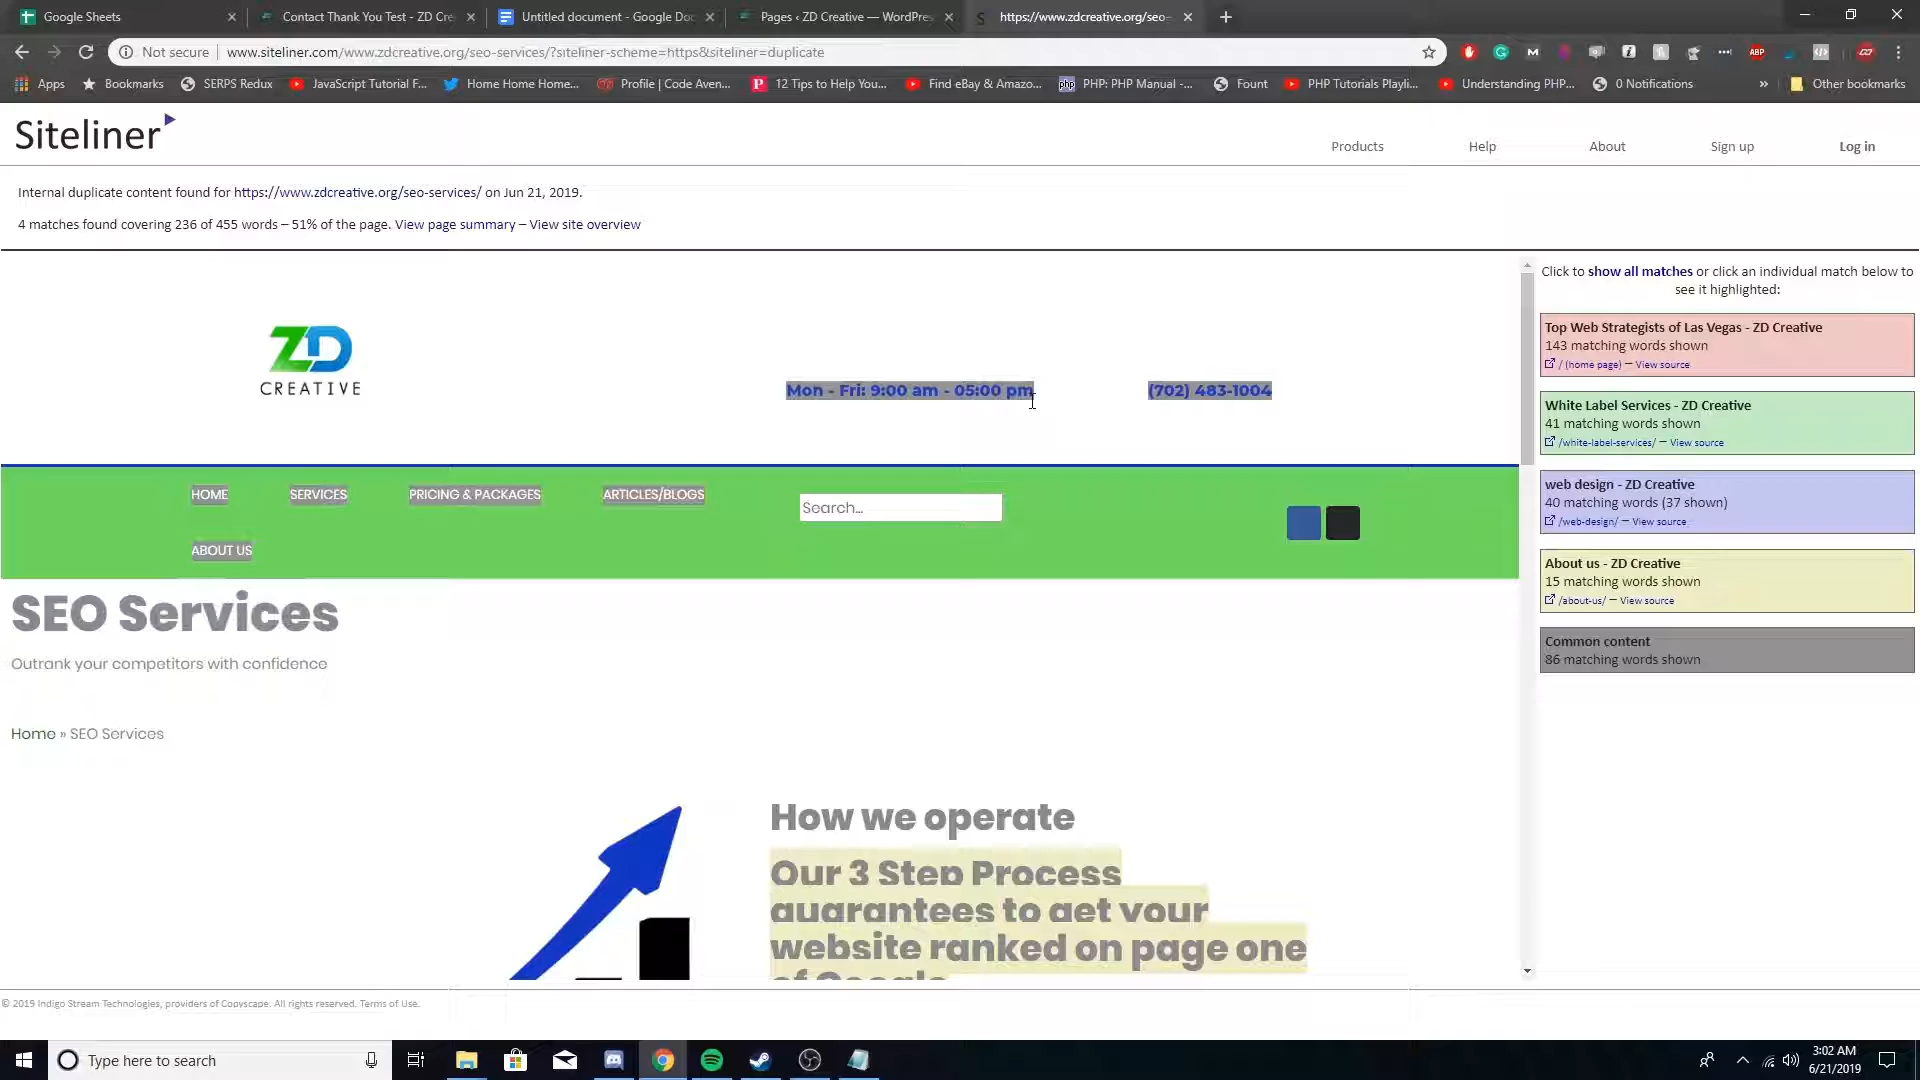 Google Sheets
Contact Thank You Test - ZD Cre
Untitled document - Google Doc
Pages ‹ ZD Creative — WordPres
https://www.zdcreative.org/seo-
Not secure
www.siteliner.com/www.zdcreative.org/seo-services/?siteliner-scheme=https&siteliner=duplicate
Apps
Bookmarks
SERPS Redux
JavaScript Tutorial F...
Home Home Home...
Profile | Code Aven...
12 Tips to Help You...
Find eBay & Amazo...
PHP: PHP Manual -...
Fount
PHP Tutorials Playli...
Understanding PHP...
0 Notifications
»
Other bookmarks
Siteliner
Products
Help
About
Sign up
Log in
Internal duplicate content found for https://www.zdcreative.org/seo-services/ on Jun 21, 2019.
4 matches found covering 236 of 455 words – 51% of the page. View page summary – View site overview
Click to show all matches or click an individual match below to
see it highlighted:
ZD
CREATIVE
Mon - Fri: 9:00 am - 05:00 pm
(702) 483-1004
HOME
SERVICES
PRICING & PACKAGES
ARTICLES/BLOGS
Search...
ABOUT US
SEO Services
Outrank your competitors with confidence
Home » SEO Services
How we operate
Our 3 Step Process
guarantees to get your
website ranked on page one
of Google
Top Web Strategists of Las Vegas - ZD Creative
143 matching words shown
/ (home page) — View source
White Label Services - ZD Creative
41 matching words shown
/white-label-services/ — View source
web design - ZD Creative
40 matching words (37 shown)
/web-design/ — View source
About us - ZD Creative
15 matching words shown
/about-us/ — View source
Common content
86 matching words shown
© 2019 Indigo Stream Technologies, providers of Copyscape. All rights reserved. Terms of Use.
Type here to search
3:02 AM
6/21/2019